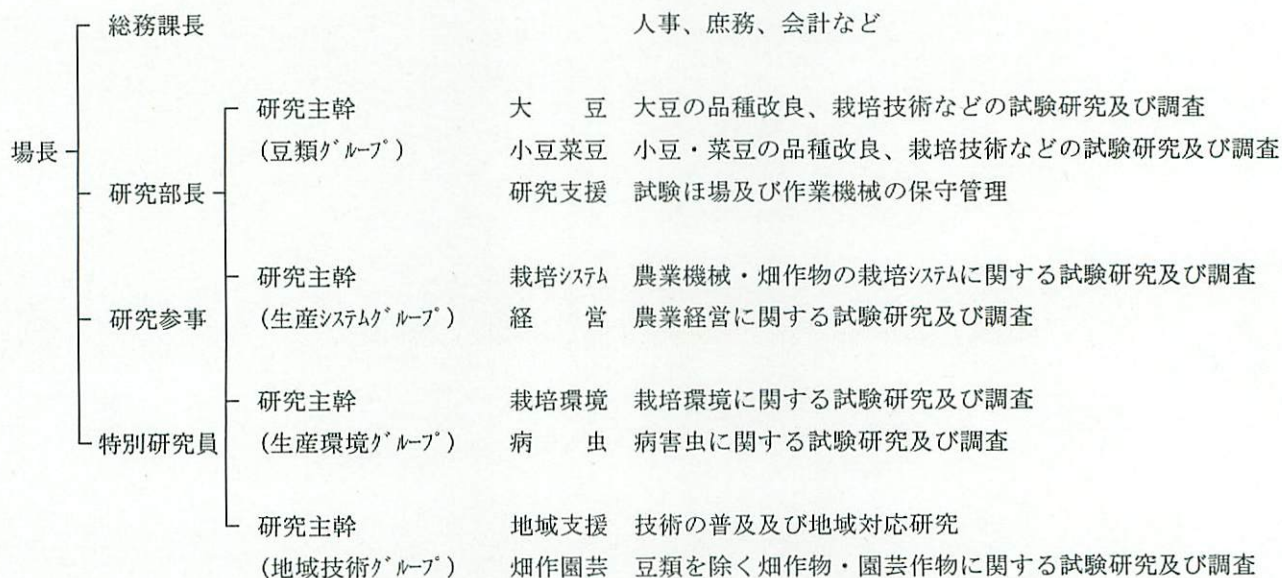 総務課長 人事、庶務、会計など
研究主幹 大 豆 大豆の品種改良、栽培技術などの試験研究及び調査
場長 (豆類ｸﾞﾙｰﾌﾟ) 小豆菜豆 小豆・菜豆の品種改良、栽培技術などの試験研究及び調査
研究部長 研究支援 試験ほ場及び作業機械の保守管理
研究主幹 栽培ｼｽﾃﾑ 農業機械・畑作物の栽培ｼｽﾃﾑに関する試験研究及び調査
研究参事 (生産ｼｽﾃﾑｸﾞﾙｰﾌﾟ) 経 営 農業経営に関する試験研究及び調査
研究主幹 栽培環境 栽培環境に関する試験研究及び調査
特別研究員 (生産環境ｸﾞﾙｰﾌﾟ) 病 虫 病害虫に関する試験研究及び調査
研究主幹 地域支援 技術の普及及び地域対応研究
(地域技術ｸﾞﾙｰﾌﾟ) 畑作園芸 豆類を除く畑作物・園芸作物に関する試験研究及び調査